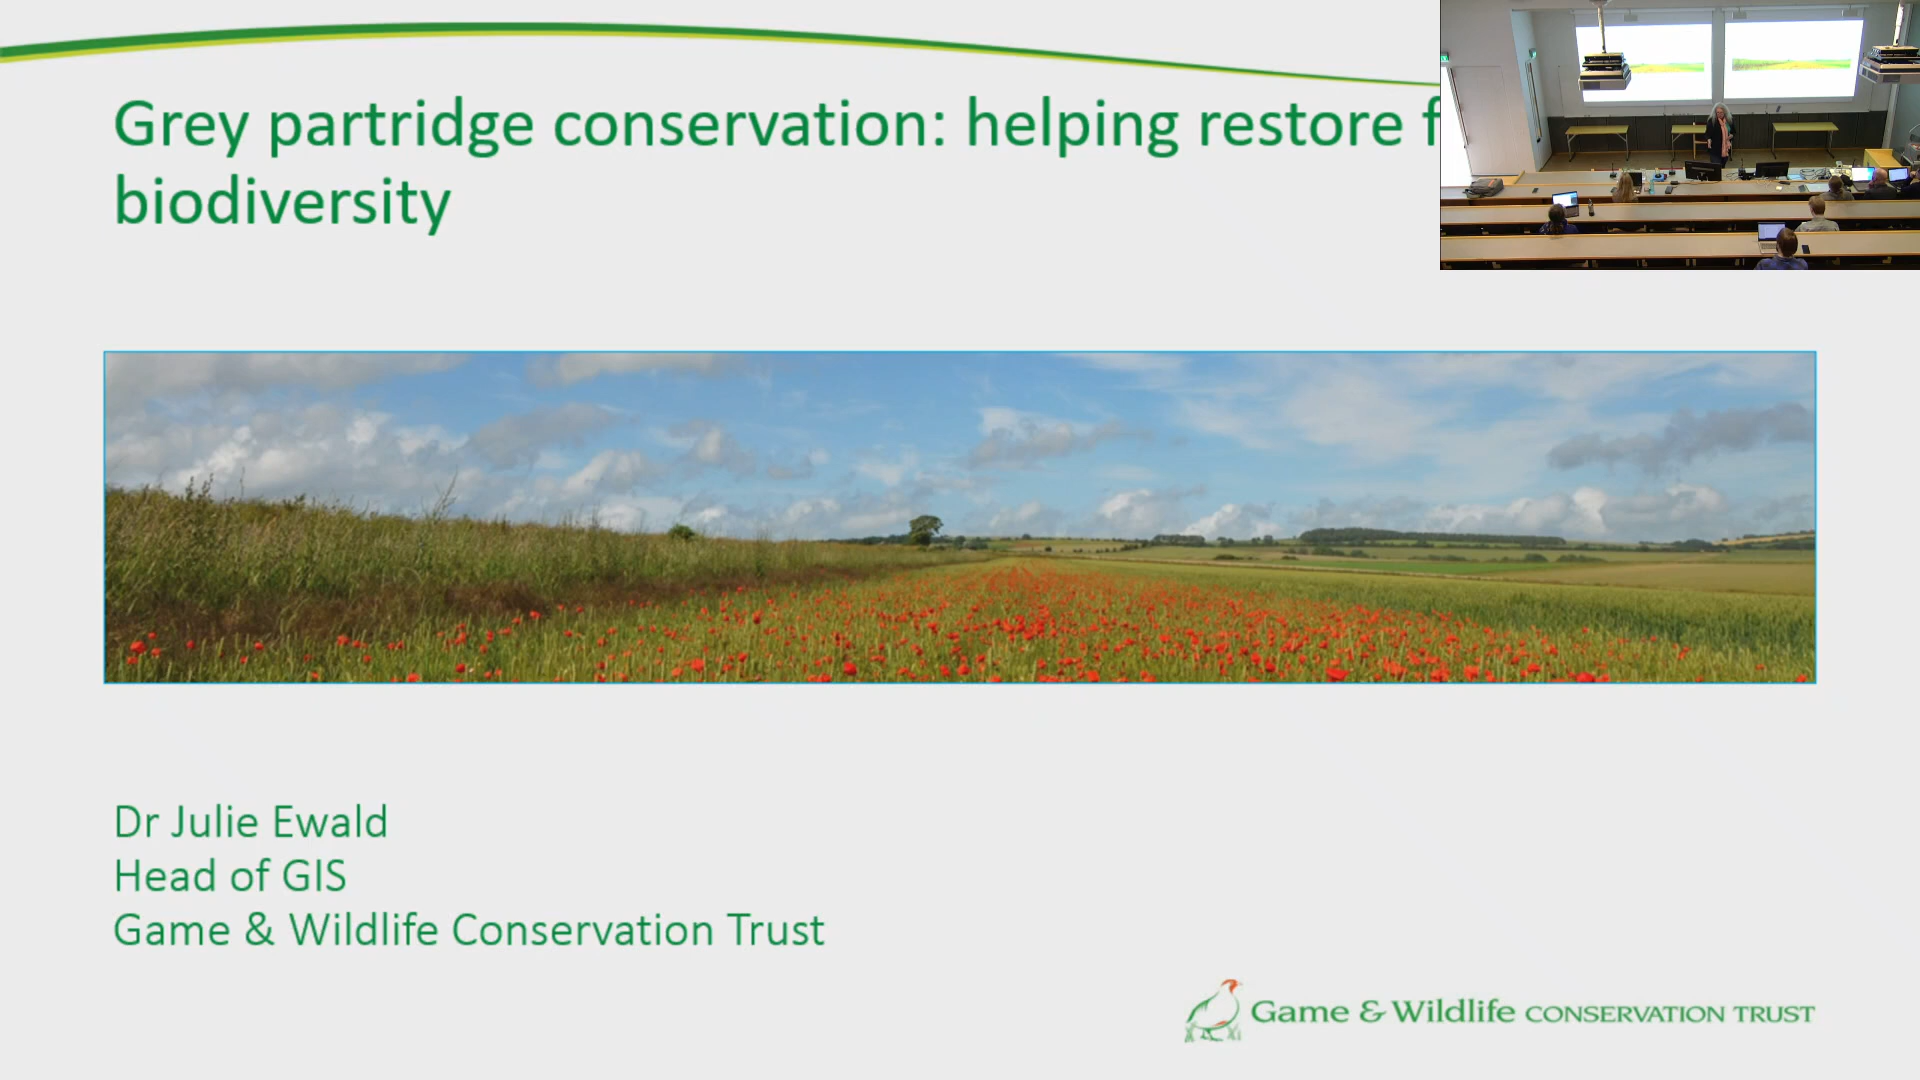 Grey partridge conservation: helping restore
biodiversity
Dr Julie Ewald
Head of GIS
Game & Wildlife Conservation Trust
Game & Wildlife CONSERVATION TRUST